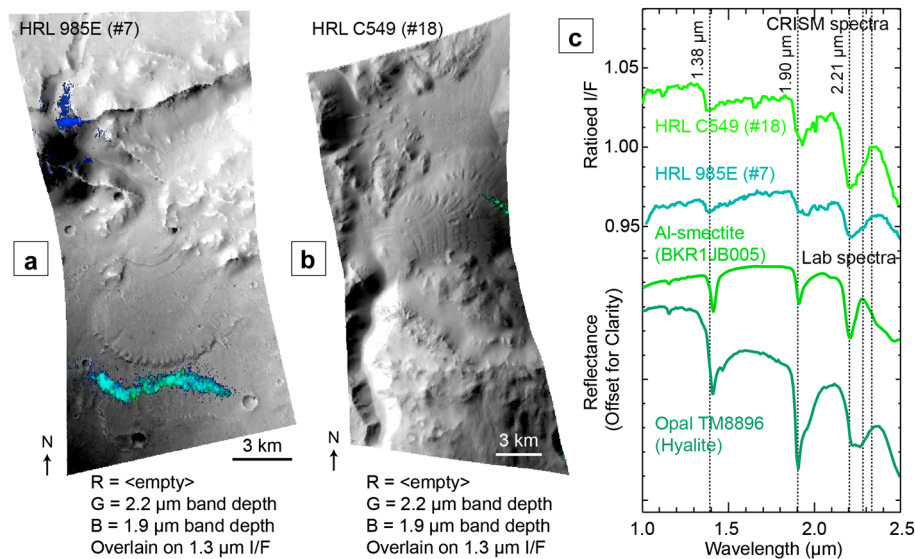 HRL 985E (#7)
a
N
3 km
R = <empty>
G = 2.2 µm band depth
B = 1.9 µm band depth
Overlain on 1.3 µm I/F
HRL C549 (#18)
b
N
3 km
R = <empty>
G = 2.2 µm band depth
B = 1.9 µm band depth
Overlain on 1.3 µm I/F
c
CRISM spectra
1.38 µm
1.90 µm
2.21 µm
1.05
1.00
0.95
Ratioed I/F
HRL C549 (#18)
HRL 985E (#7)
Al-smectite
(BKR1JB005)
Lab spectra
Reflectance
(Offset for Clarity)
Opal TM8896
(Hyalite)
1.0 1.5 2.0 2.5
Wavelength (µm)